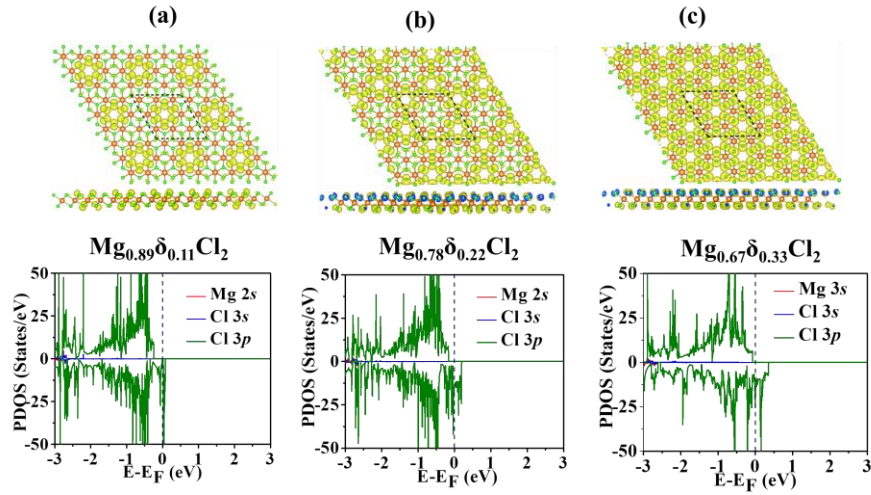 (a) (b) (c)
Mg₀.₈₉δ₀.₁₁Cl₂ Mg₀.₇₈δ₀.₂₂Cl₂ Mg₀.₆₇δ₀.₃₃Cl₂
PDOS (States/eV)
50
25
0
-25
-50
Mg 2s
Cl 3s
Cl 3p
-3 -2 -1 0 1 2 3
E-E_F (eV)
PDOS (States/eV)
50
25
0
-25
-50
Mg 2s
Cl 3s
Cl 3p
-3 -2 -1 0 1 2 3
E-E_F (eV)
PDOS (States/eV)
50
25
0
-25
-50
Mg 3s
Cl 3s
Cl 3p
-3 -2 -1 0 1 2 3
E-E_F (eV)